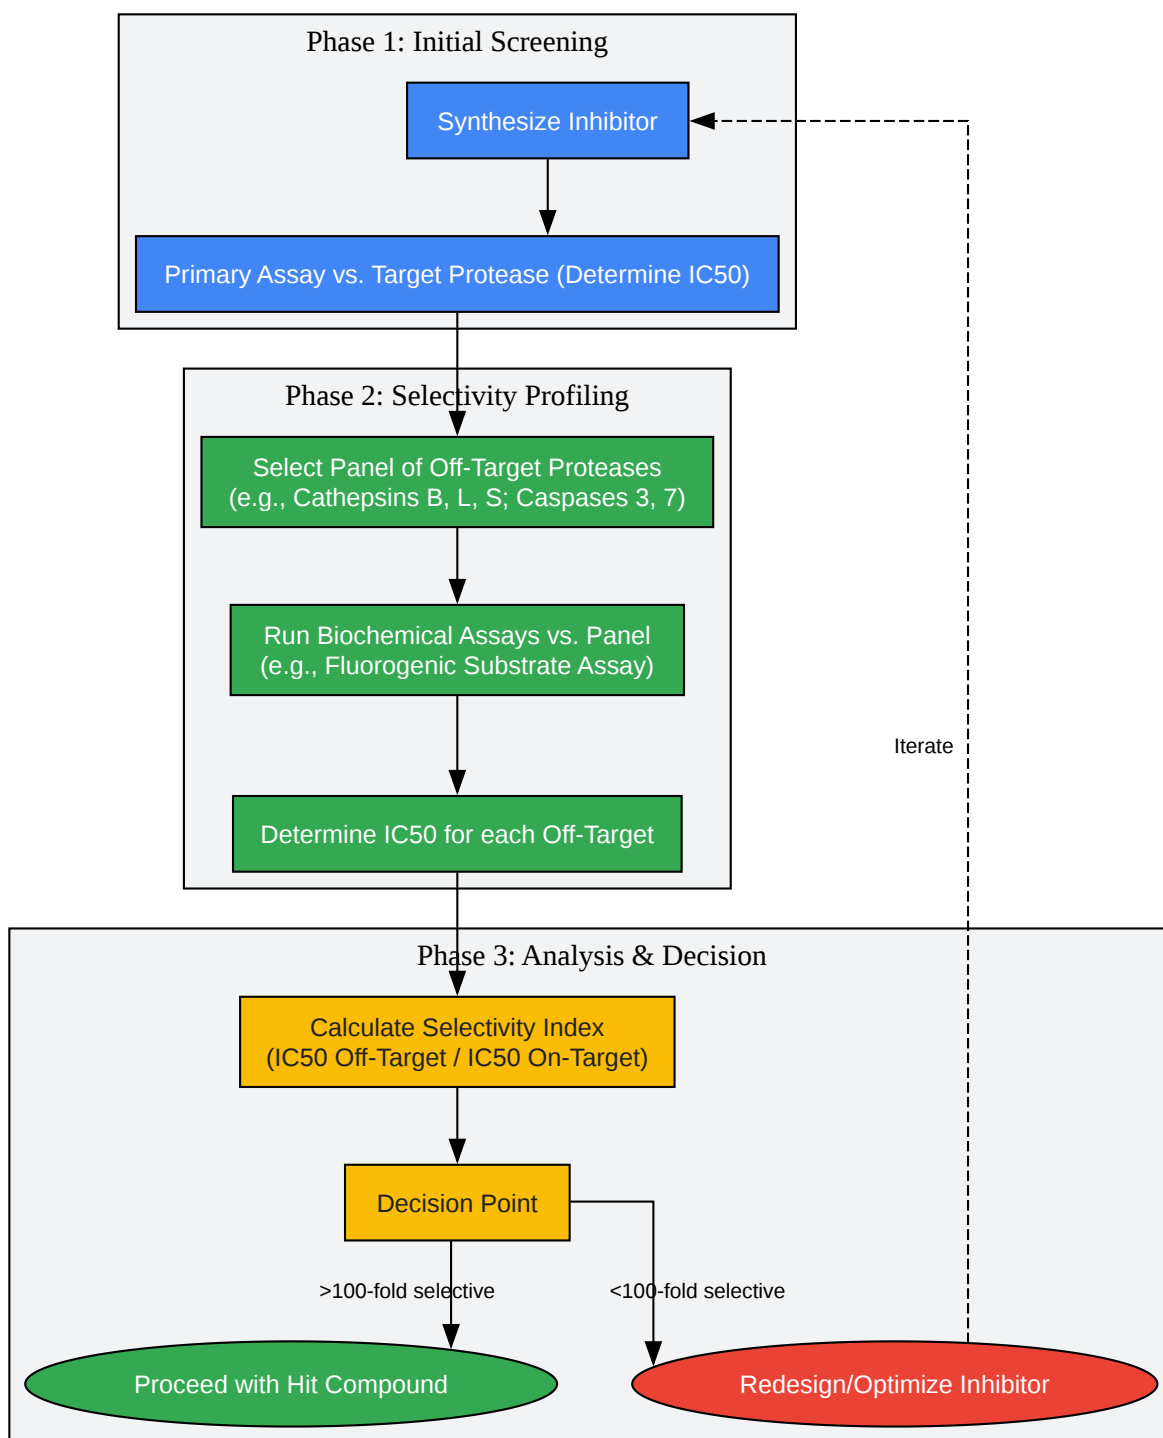 Phase 1: Initial Screening
Synthesize Inhibitor
Primary Assay vs. Target Protease (Determine IC50)
Phase 2: Selectivity Profiling
Select Panel of Off-Target Proteases
(e.g., Cathepsins B, L, S; Caspases 3, 7)
Run Biochemical Assays vs. Panel
(e.g., Fluorogenic Substrate Assay)
Iterate
Determine IC50 for each Off-Target
Phase 3: Analysis & Decision
Calculate Selectivity Index
(IC50 Off-Target / IC50 On-Target)
Decision Point
>100-fold selective
<100-fold selective
Proceed with Hit Compound
Redesign/Optimize Inhibitor